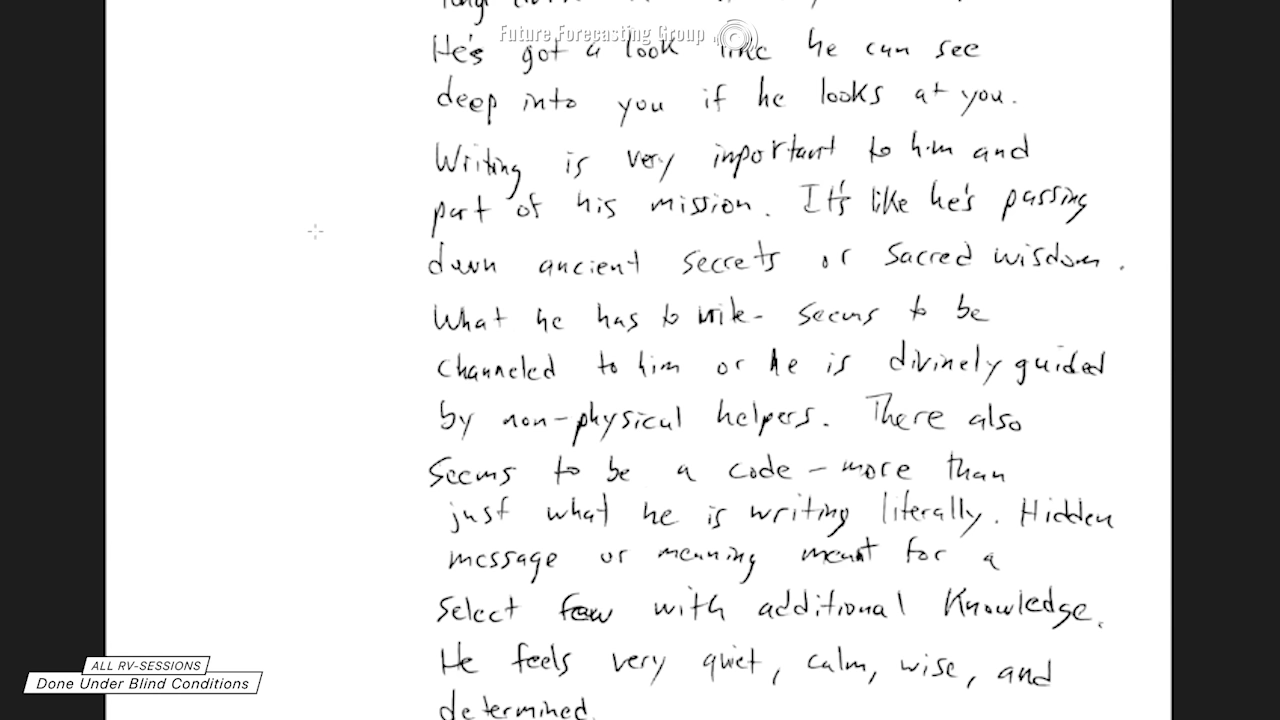 Future Forecasting Group
He's got a look like he can see
deep into you if he looks at you.
Writing is very inportant to him and
part of his mission. It's like he's passing
down ancient secrets or sacred wisdom.
What he has to write - seems to be
channeled to him or he is divinely guided
by non-physical helpers. There also
seems to be a code - more than
just what he is writing literally. Hidden
message or meaning meant for a
select few with additional knowledge.
He feels very quiet, calm, wise, and
determined.
ALL RV-SESSIONS
Done Under Blind Conditions